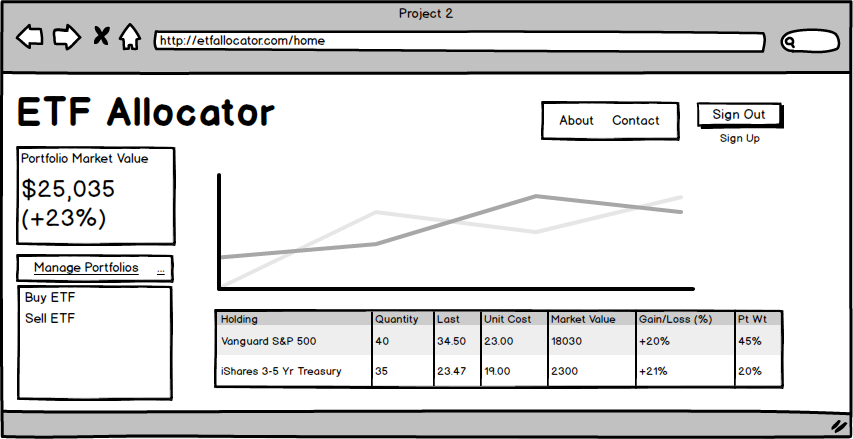 Project 2
http://etfallocator.com/home
ETF Allocator
About Contact
Sign Out
Sign Up
Portfolio Market Value
$25,035
(+23%)
Manage Portfolios ...
Buy ETF
Sell ETF
Holding Quantity Last Unit Cost Market Value Gain/Loss (%) Pt Wt
Vanguard S&P 500 40 34.50 23.00 18030 +20% 45%
iShares 3-5 Yr Treasury 35 23.47 19.00 2300 +21% 20%